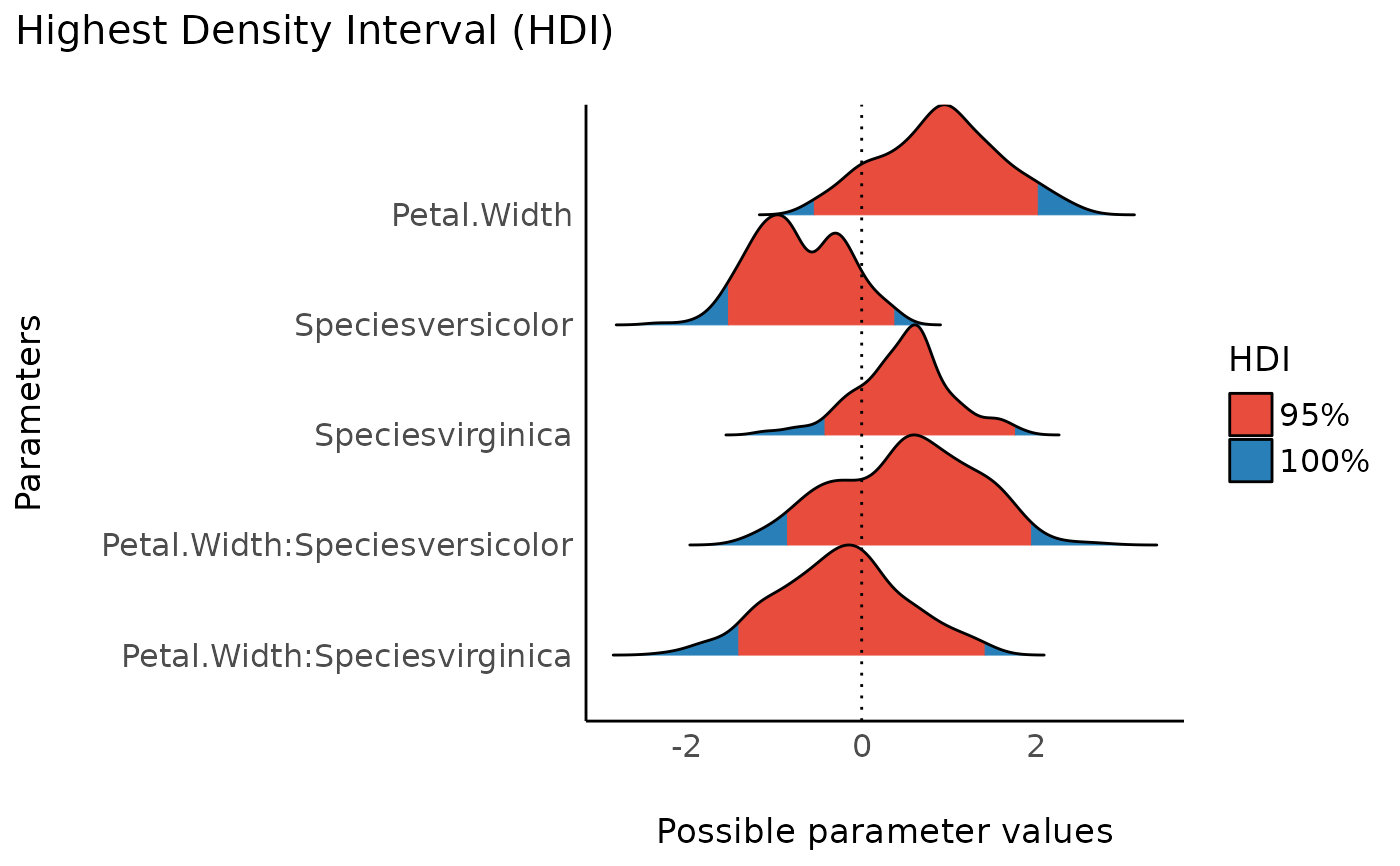 Highest Density Interval (HDI)
Parameters
Petal.Width
Speciesversicolor
Speciesvirginica
Petal.Width:Speciesversicolor
Petal.Width:Speciesvirginica
-2 0 2
Possible parameter values
HDI
95%
100%